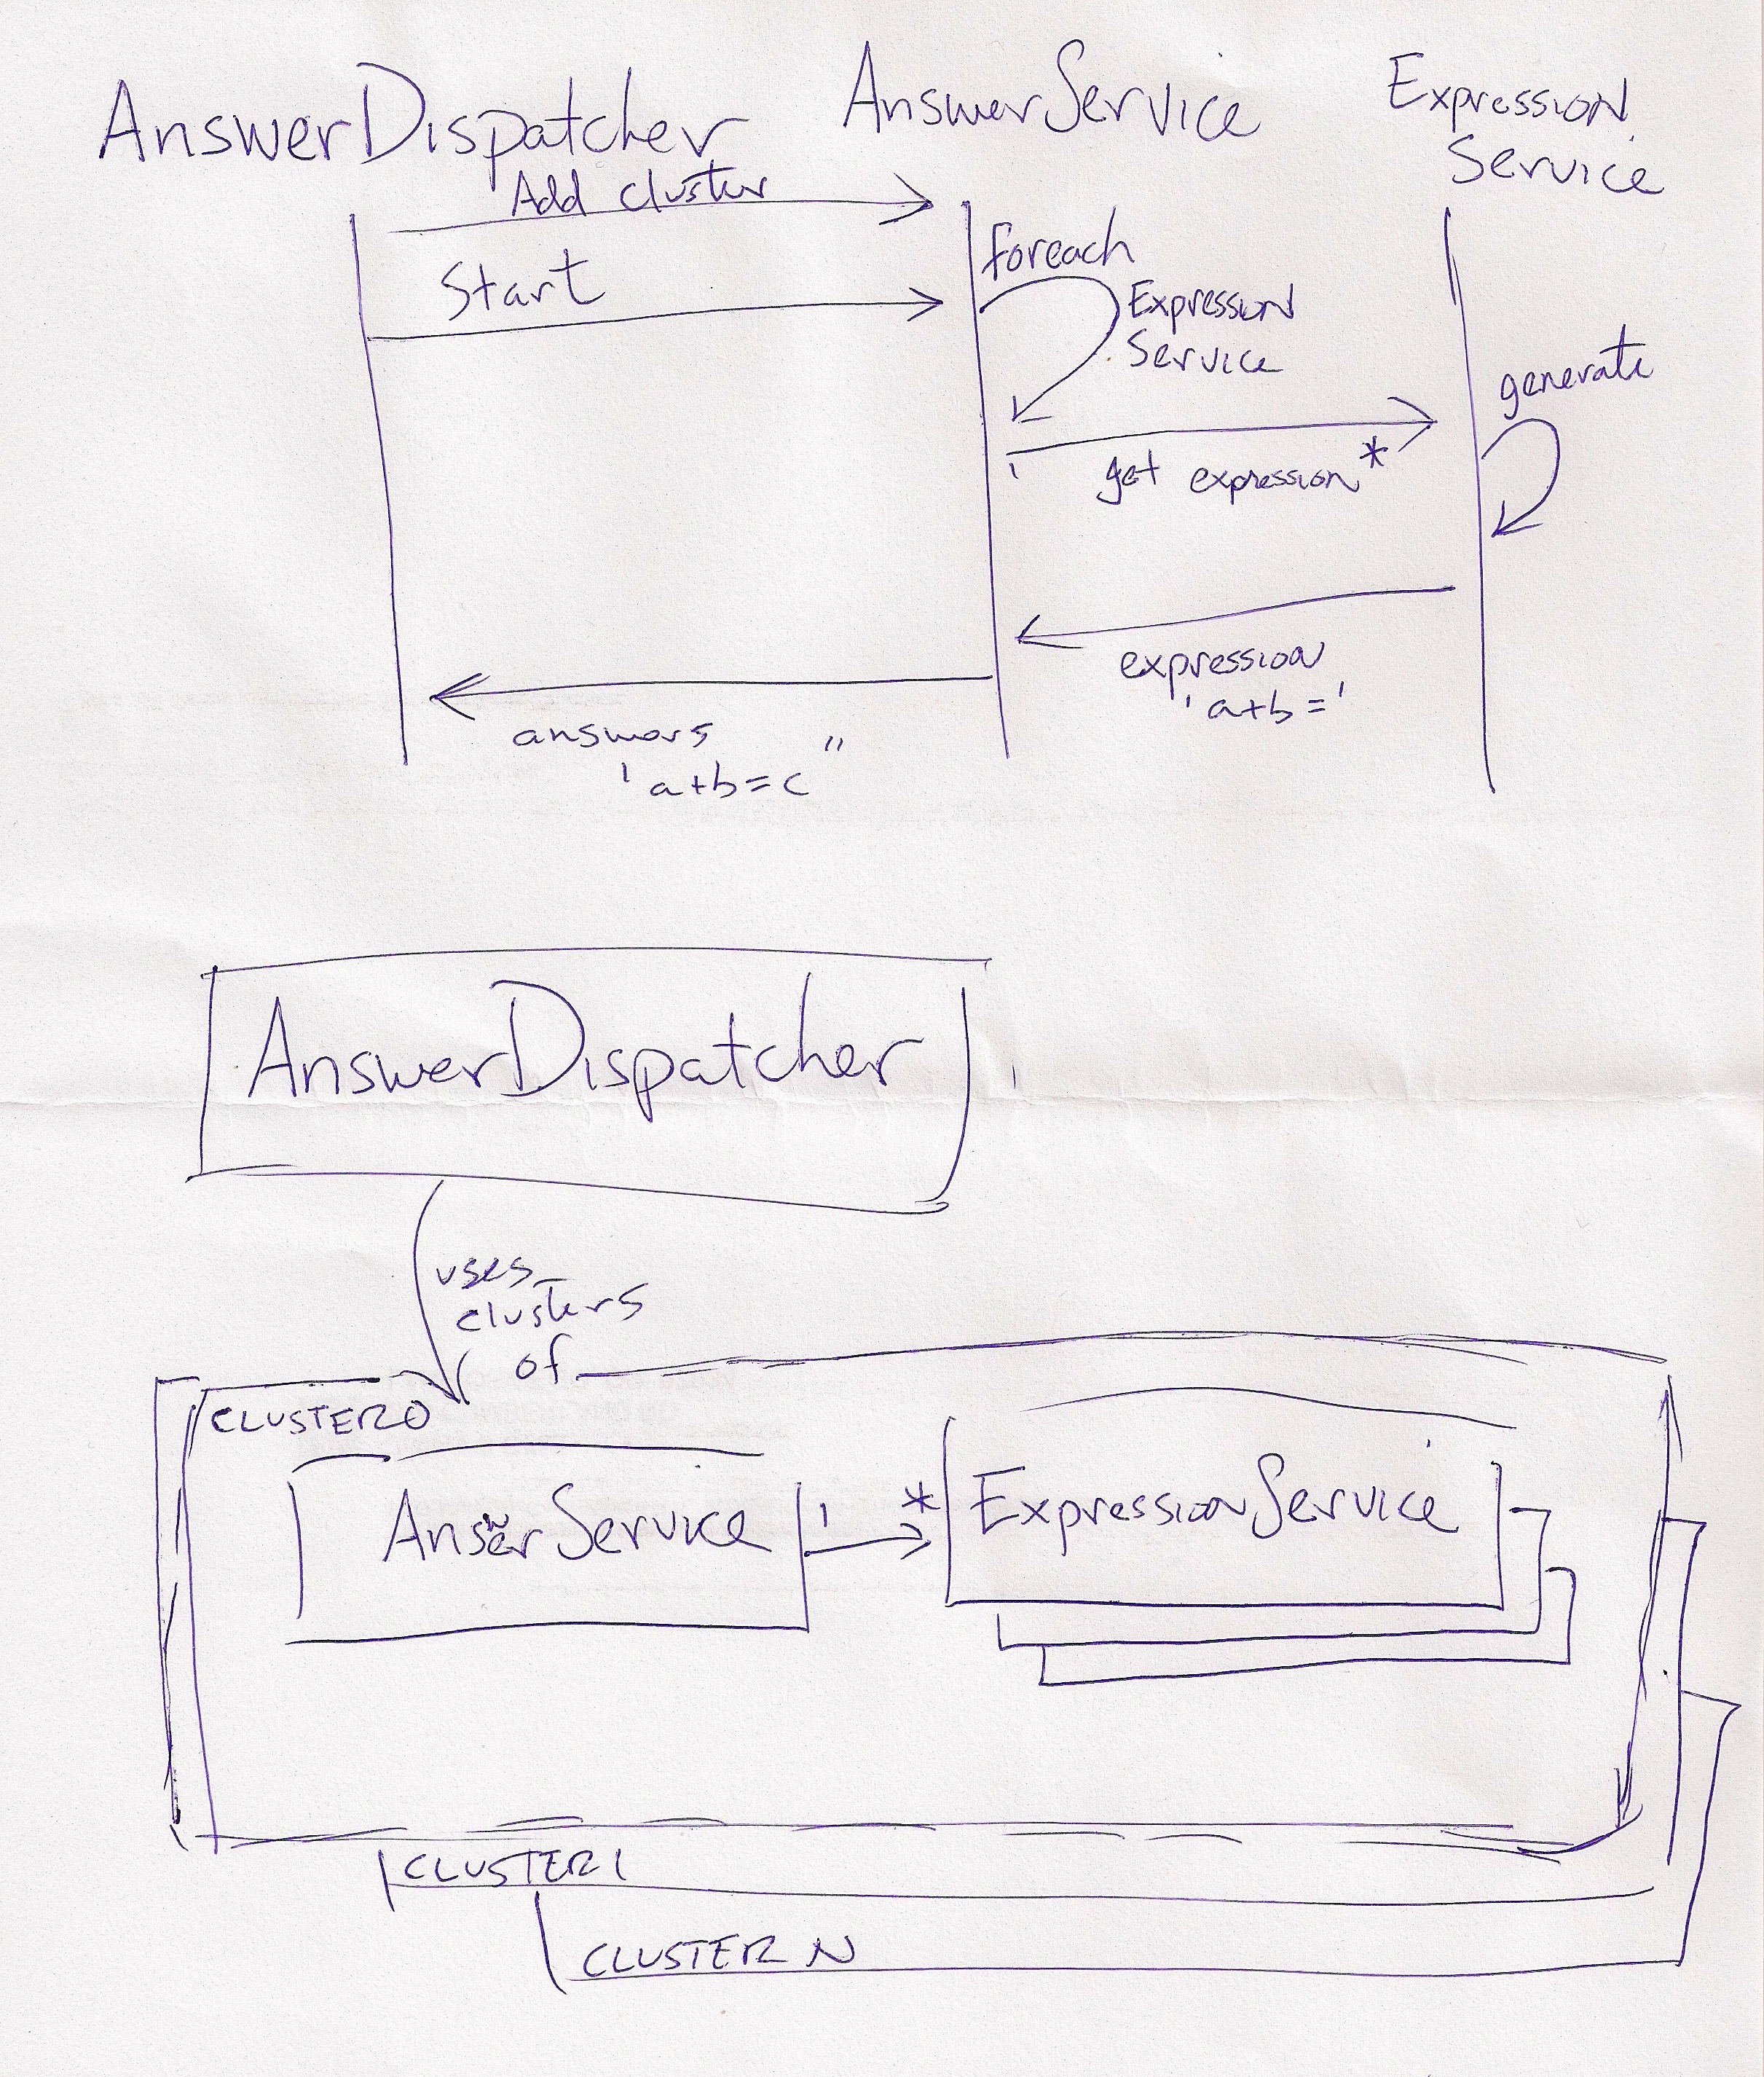 AnswerDispatcher
AnswerService
Expression
Service
Add cluster
Start
foreach
Expression
Service
generate
get expression*
expression
'a+b='
answers "
'a+b=c
AnswerDispatcher
uses
clusters
of
CLUSTER0
AnswerService
1 *
ExpressionService
CLUSTER1
CLUSTER N